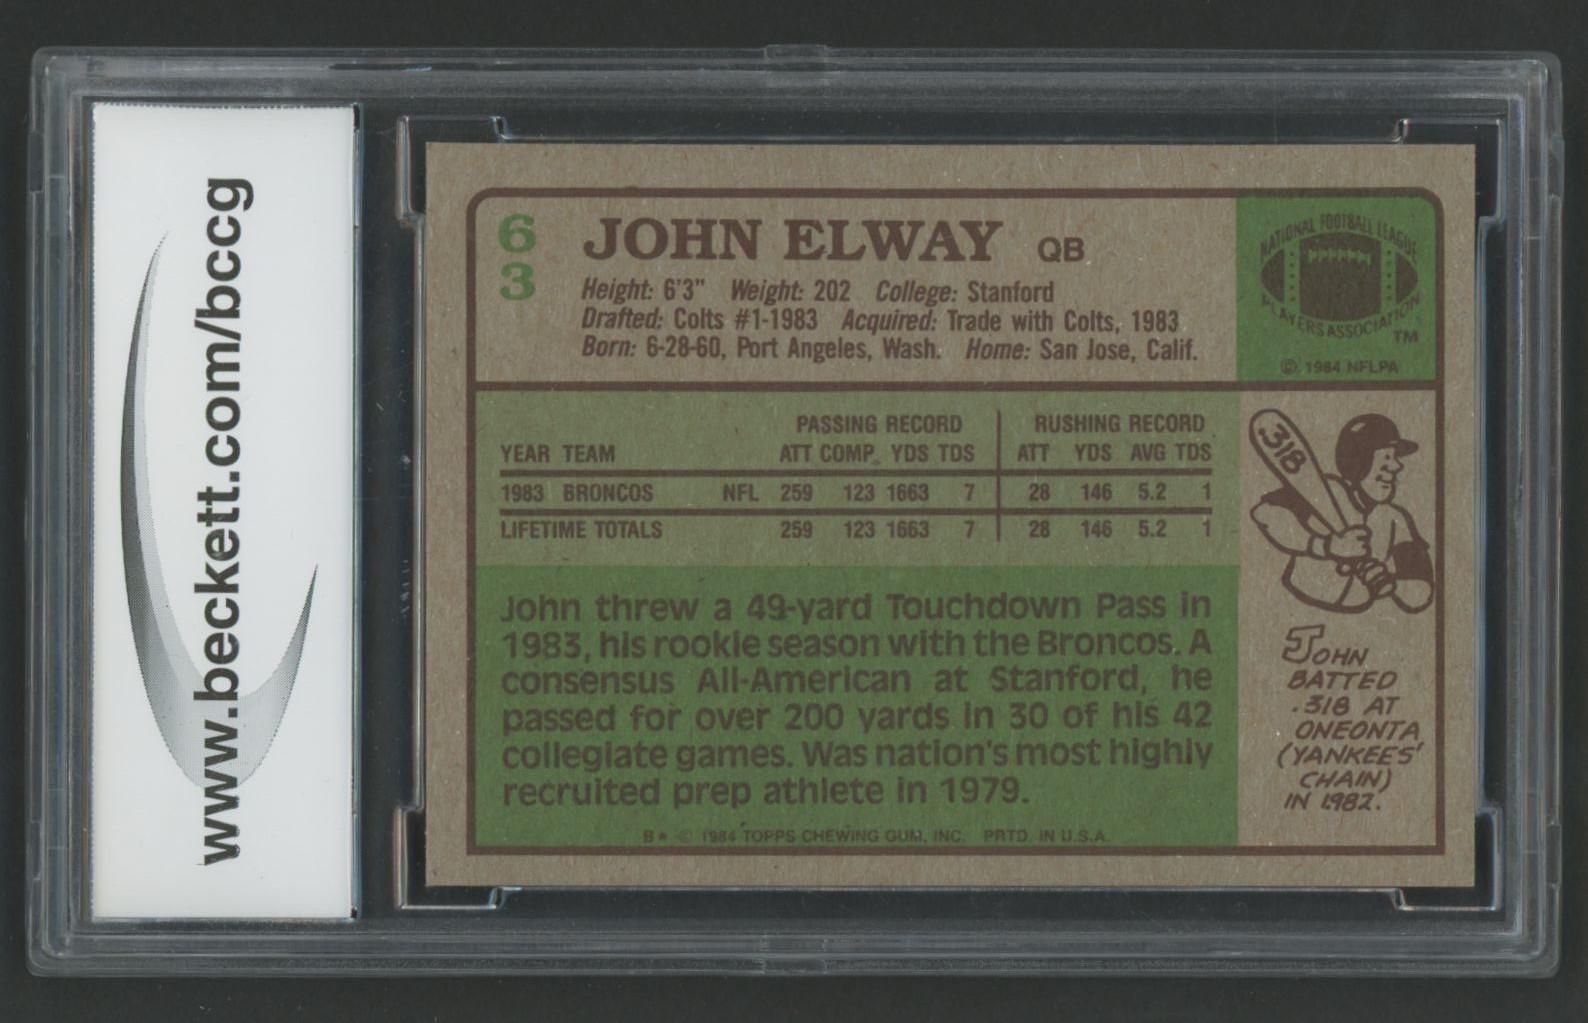 www.beckett.com/bccg
63
JOHN ELWAY QB
Height: 6'3" Weight: 202 College: Stanford
Drafted: Colts #1-1983 Acquired: Trade with Colts, 1983
Born: 6-28-60, Port Angeles, Wash. Home: San Jose, Calif.
NATIONAL FOOTBALL LEAGUE
PLAYERS ASSOCIATION
TM
© 1984 NFLPA
PASSING RECORD RUSHING RECORD
YEAR TEAM ATT COMP. YDS TDS ATT YDS AVG TDS
1983 BRONCOS NFL 259 123 1663 7 28 146 5.2 1
LIFETIME TOTALS 259 123 1663 7 28 146 5.2 1
John threw a 49-yard Touchdown Pass in
1983, his rookie season with the Broncos. A
consensus All-American at Stanford, he
passed for over 200 yards in 30 of his 42
collegiate games. Was nation's most highly
recruited prep athlete in 1979.
B* © 1984 TOPPS CHEWING GUM, INC. PRTD. IN U.S.A.
.318
JOHN
BATTED
.318 AT
ONEONTA
(YANKEES'
CHAIN)
IN 1982.